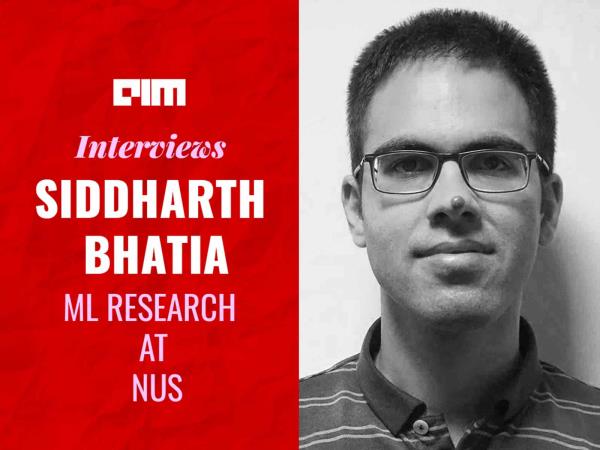 AIM
Interviews
SIDDHARTH
BHATIA
ML RESEARCH
AT
NUS